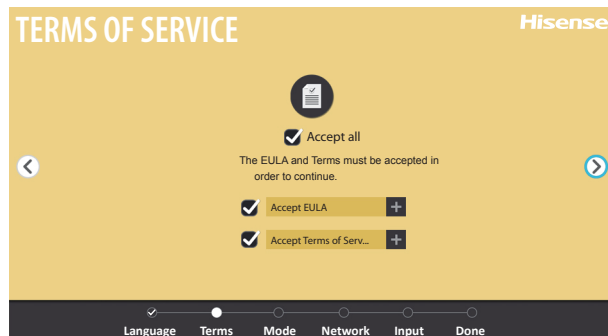 TERMS OF SERVICE
Hisense
Accept all
The EULA and Terms must be accepted in
order to continue.
Accept EULA
Accept Terms of Serv...
Language Terms Mode Network Input Done